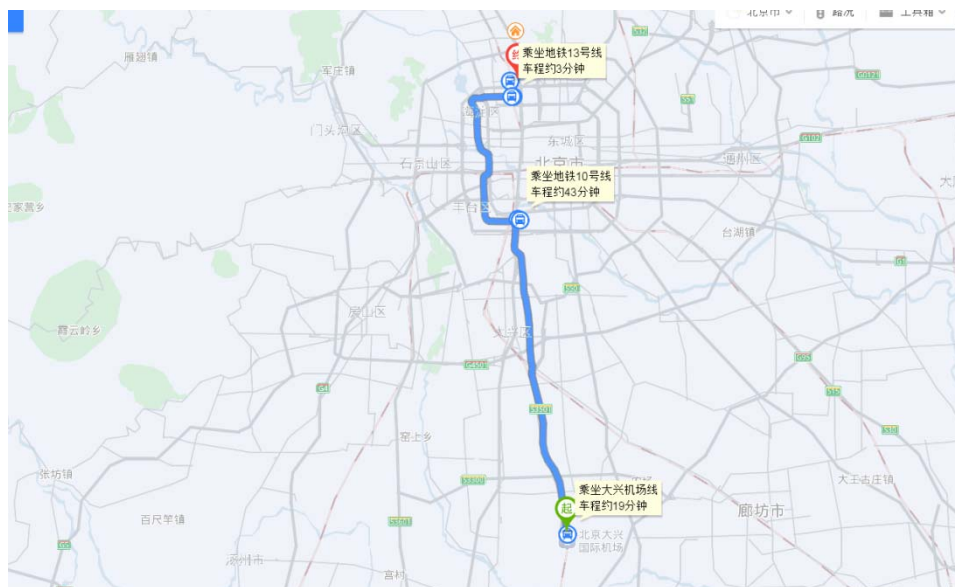 北京市
路况
工具箱
雁翅镇
军庄镇
乘坐地铁13号线
车程约3分钟
门头沟区
石景山区
东城区
北京市
通州区
乘坐地铁10号线
车程约43分钟
丰台区
台湖镇
房山区
霞云岭乡
大兴区
窑上乡
张坊镇
百尺竿镇
涿州市
宫村
乘坐大兴机场线
车程约19分钟
起
北京大兴
国际机场
廊坊市
大王古庄镇